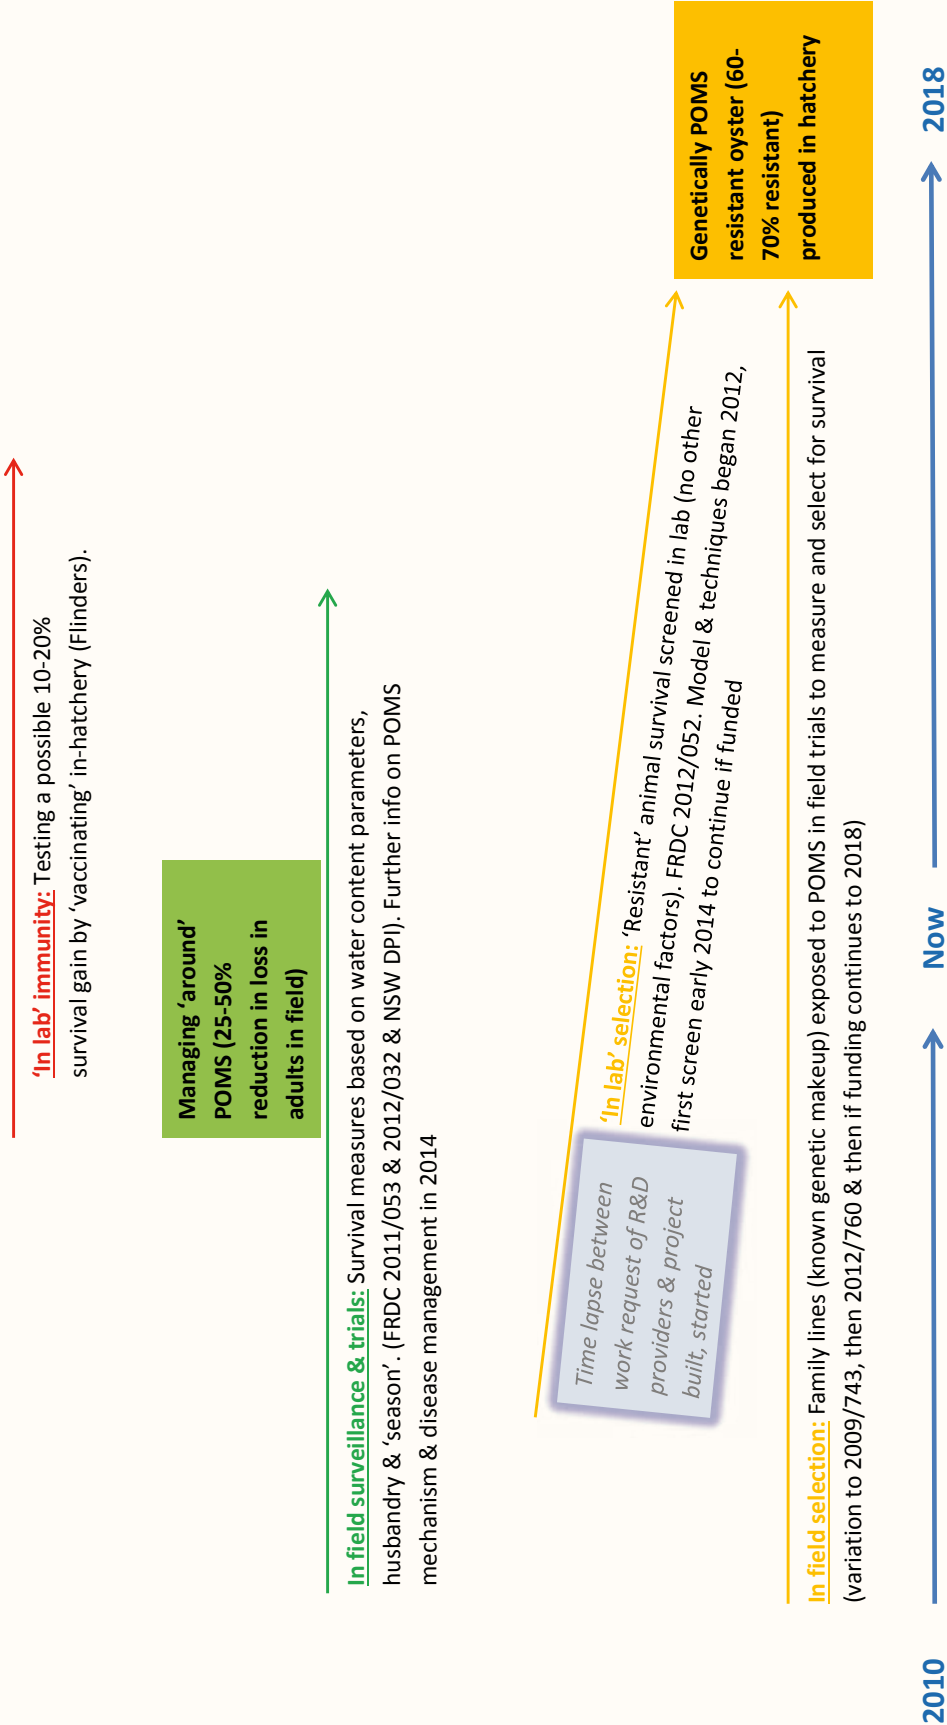 ‘In lab’ immunity: Testing a possible 10-20%
survival gain by ‘vaccinating’ in-hatchery (Flinders).
Managing ‘around’
POMS (25-50%
reduction in loss in
adults in field)
In field surveillance & trials: Survival measures based on water content parameters,
husbandry & ‘season’. (FRDC 2011/053 & 2012/032 & NSW DPI). Further info on POMS
mechanism & disease management in 2014
Time lapse between
work request of R&D
providers & project
built, started
‘In lab’ selection: ‘Resistant’ animal survival screened in lab (no other
environmental factors). FRDC 2012/052. Model & techniques began 2012,
first screen early 2014 to continue if funded
Genetically POMS
resistant oyster (60-
70% resistant)
produced in hatchery
In field selection: Family lines (known genetic makeup) exposed to POMS in field trials to measure and select for survival
(variation to 2009/743, then 2012/760 & then if funding continues to 2018)
2010
Now
2018